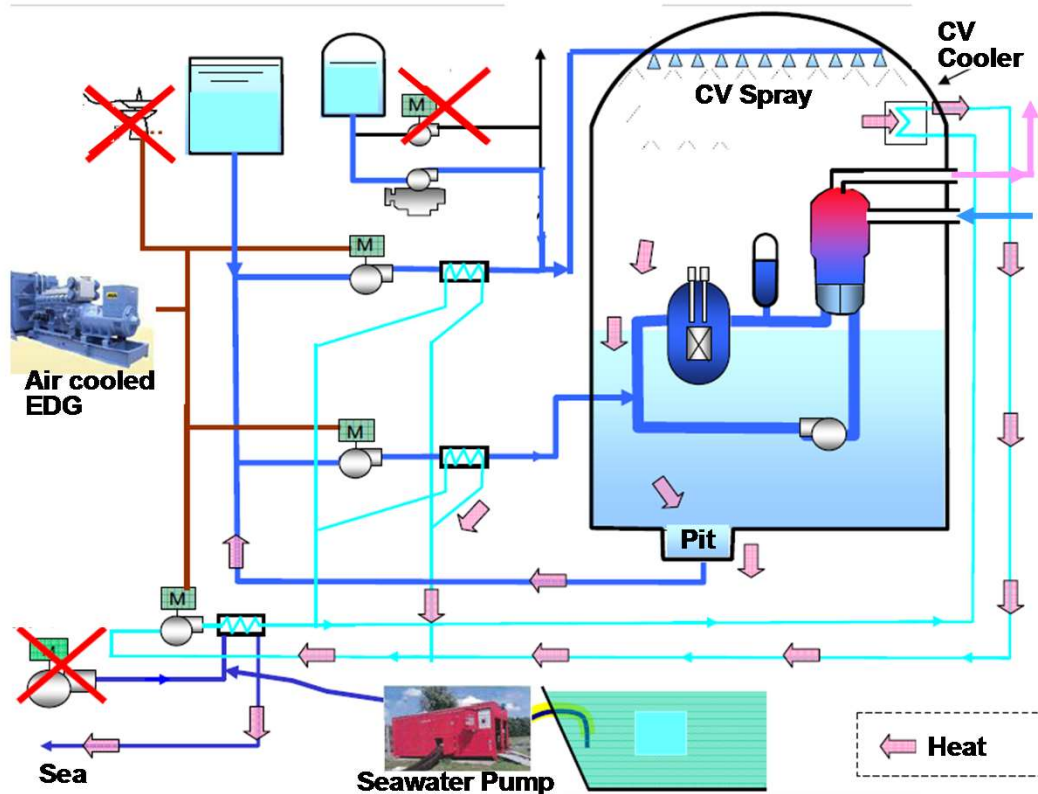 CV
Cooler
CV Spray
M
M
Air cooled
EDG
M
Pit
M
M
Sea
Seawater Pump
Heat